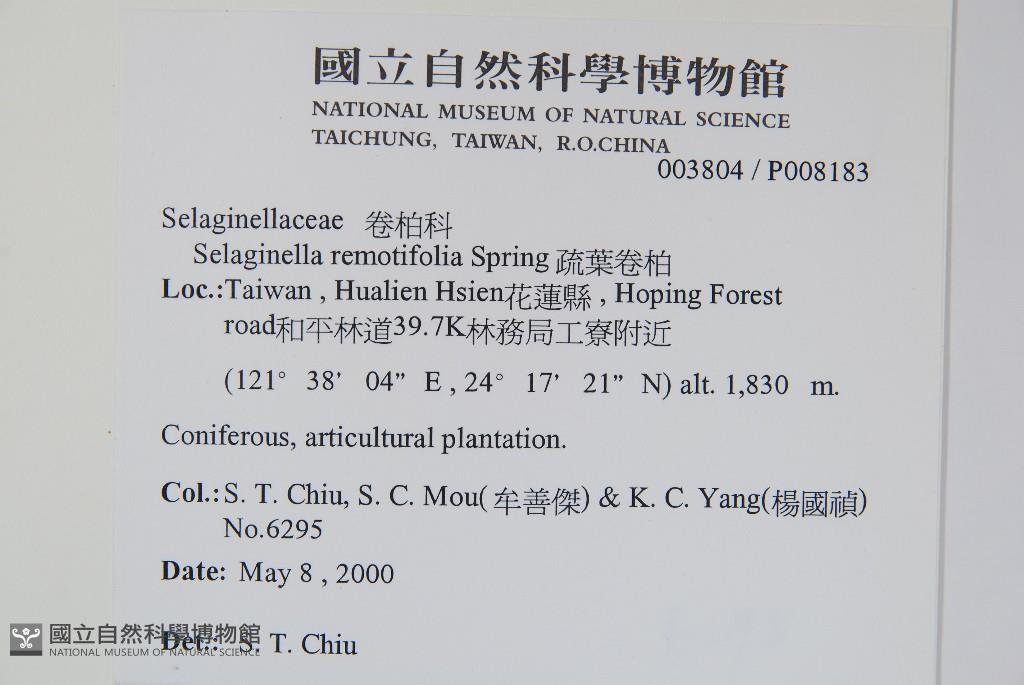 國立自然科學博物館
NATIONAL MUSEUM OF NATURAL SCIENCE
TAICHUNG, TAIWAN, R.O.CHINA
003804 / P008183
Selaginellaceae 卷柏科
Selaginella remotifolia Spring 疏葉卷柏
Loc.:Taiwan , Hualien Hsien花蓮縣 , Hoping Forest
road和平林道39.7K林務局工寮附近
(121° 38’ 04” E , 24° 17’ 21” N) alt. 1,830 m.
Coniferous, articultural plantation.
Col.: S. T. Chiu, S. C. Mou( 牟善傑) & K. C. Yang(楊國禎)
No.6295
Date: May 8 , 2000
Det.: S. T. Chiu
國立自然科學博物館
NATIONAL MUSEUM OF NATURAL SCIENCE